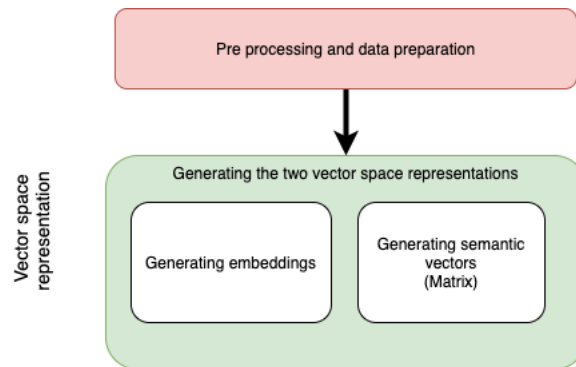 Pre processing and data preparation
Vector space
representation
Generating the two vector space representations
Generating embeddings
Generating semantic
vectors
(Matrix)